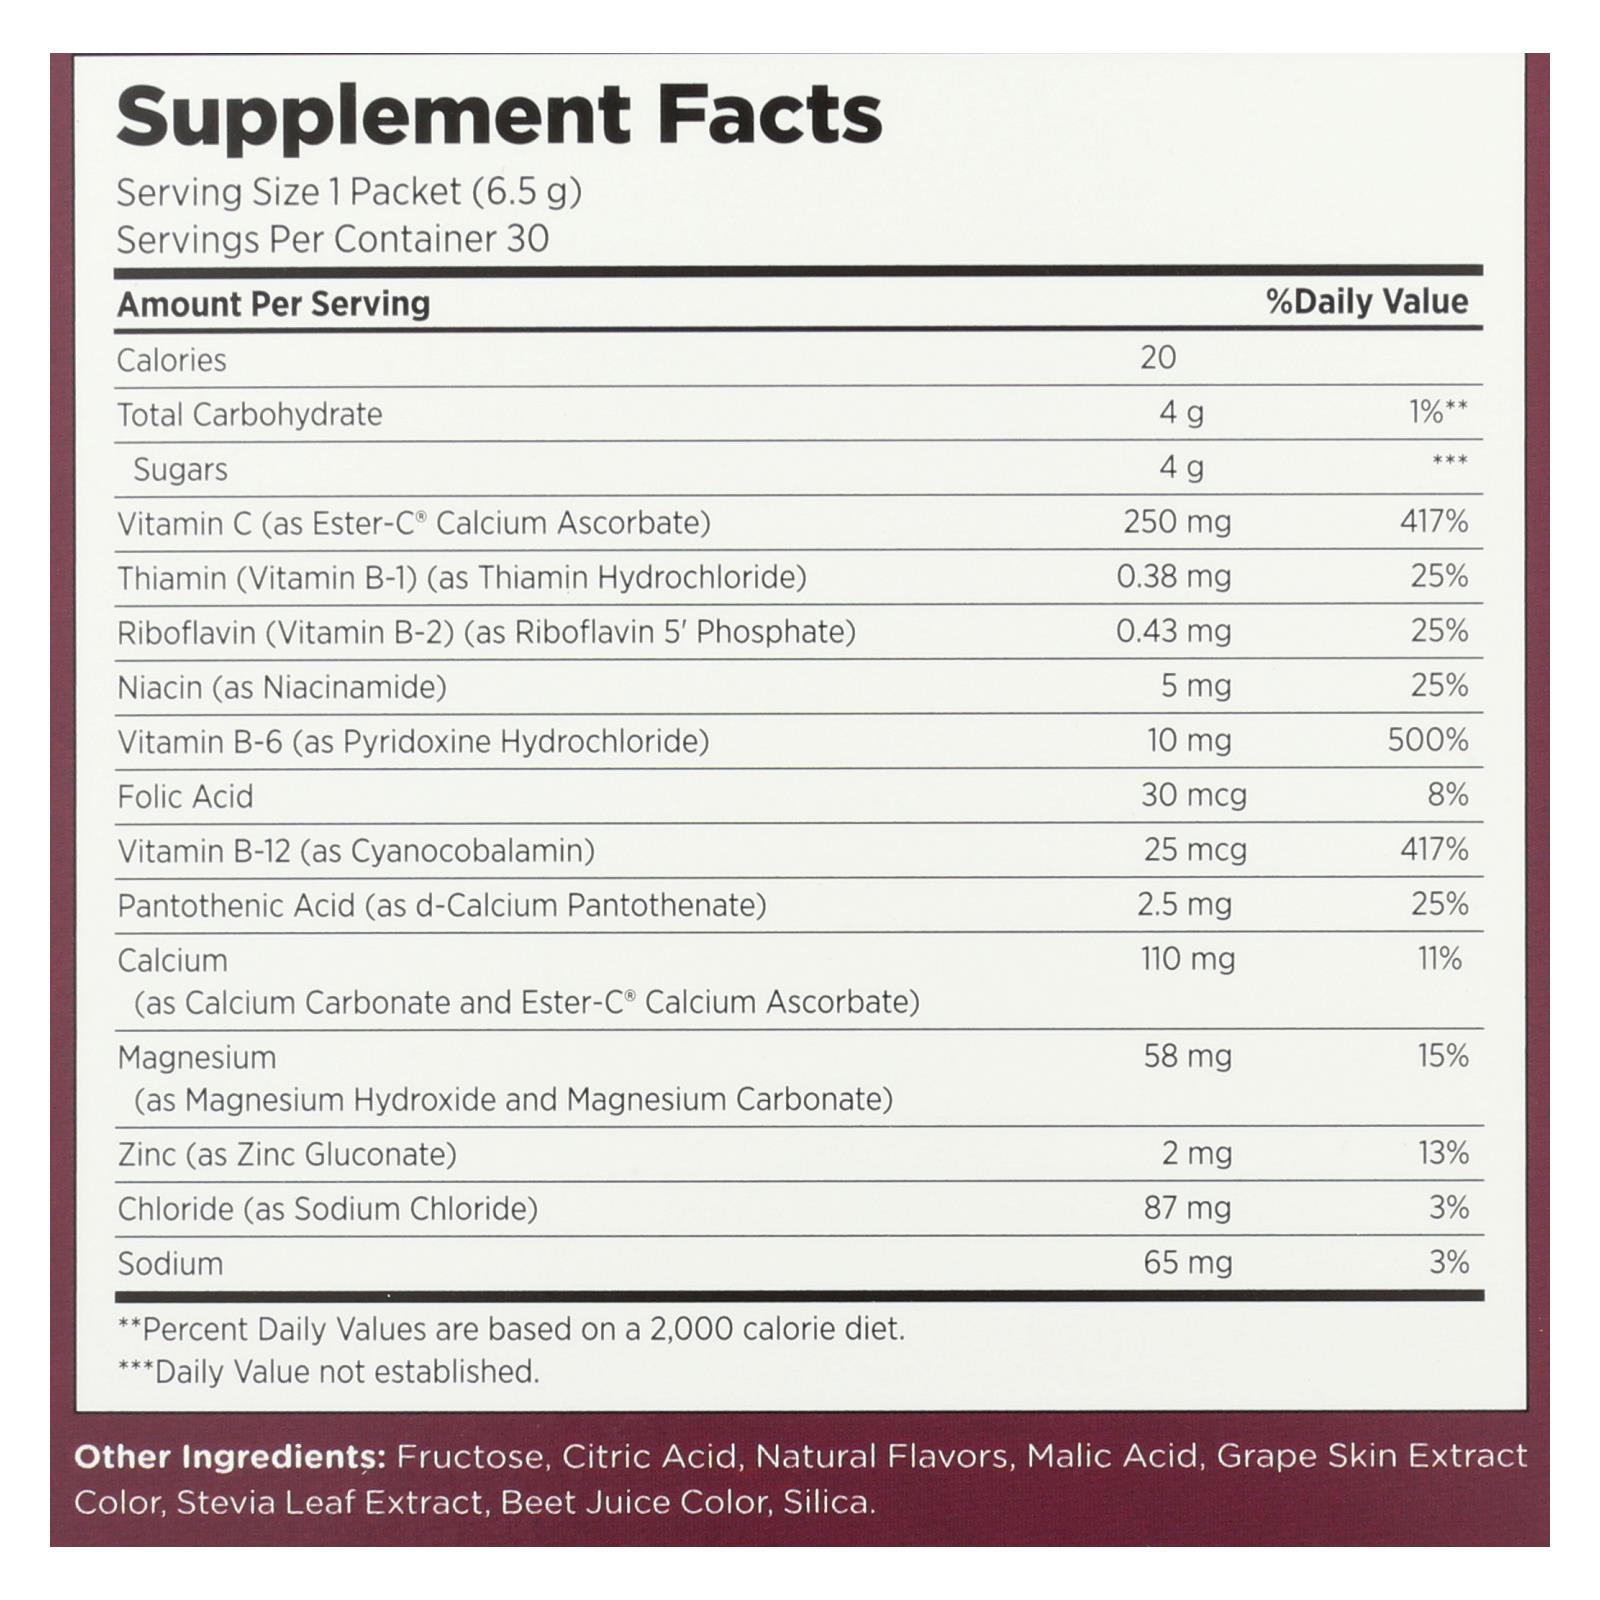 Supplement Facts
Serving Size 1 Packet (6.5 g)
Servings Per Container 30
Amount Per Serving %Daily Value
Calories 20
Total Carbohydrate 4 g 1%**
Sugars 4 g ***
Vitamin C (as Ester-C® Calcium Ascorbate) 250 mg 417%
Thiamin (Vitamin B-1) (as Thiamin Hydrochloride) 0.38 mg 25%
Riboflavin (Vitamin B-2) (as Riboflavin 5' Phosphate) 0.43 mg 25%
Niacin (as Niacinamide) 5 mg 25%
Vitamin B-6 (as Pyridoxine Hydrochloride) 10 mg 500%
Folic Acid 30 mcg 8%
Vitamin B-12 (as Cyanocobalamin) 25 mcg 417%
Pantothenic Acid (as d-Calcium Pantothenate) 2.5 mg 25%
Calcium 110 mg 11%
(as Calcium Carbonate and Ester-C® Calcium Ascorbate)
Magnesium 58 mg 15%
(as Magnesium Hydroxide and Magnesium Carbonate)
Zinc (as Zinc Gluconate) 2 mg 13%
Chloride (as Sodium Chloride) 87 mg 3%
Sodium 65 mg 3%
**Percent Daily Values are based on a 2,000 calorie diet.
***Daily Value not established.
Other Ingredients: Fructose, Citric Acid, Natural Flavors, Malic Acid, Grape Skin Extract
Color, Stevia Leaf Extract, Beet Juice Color, Silica.